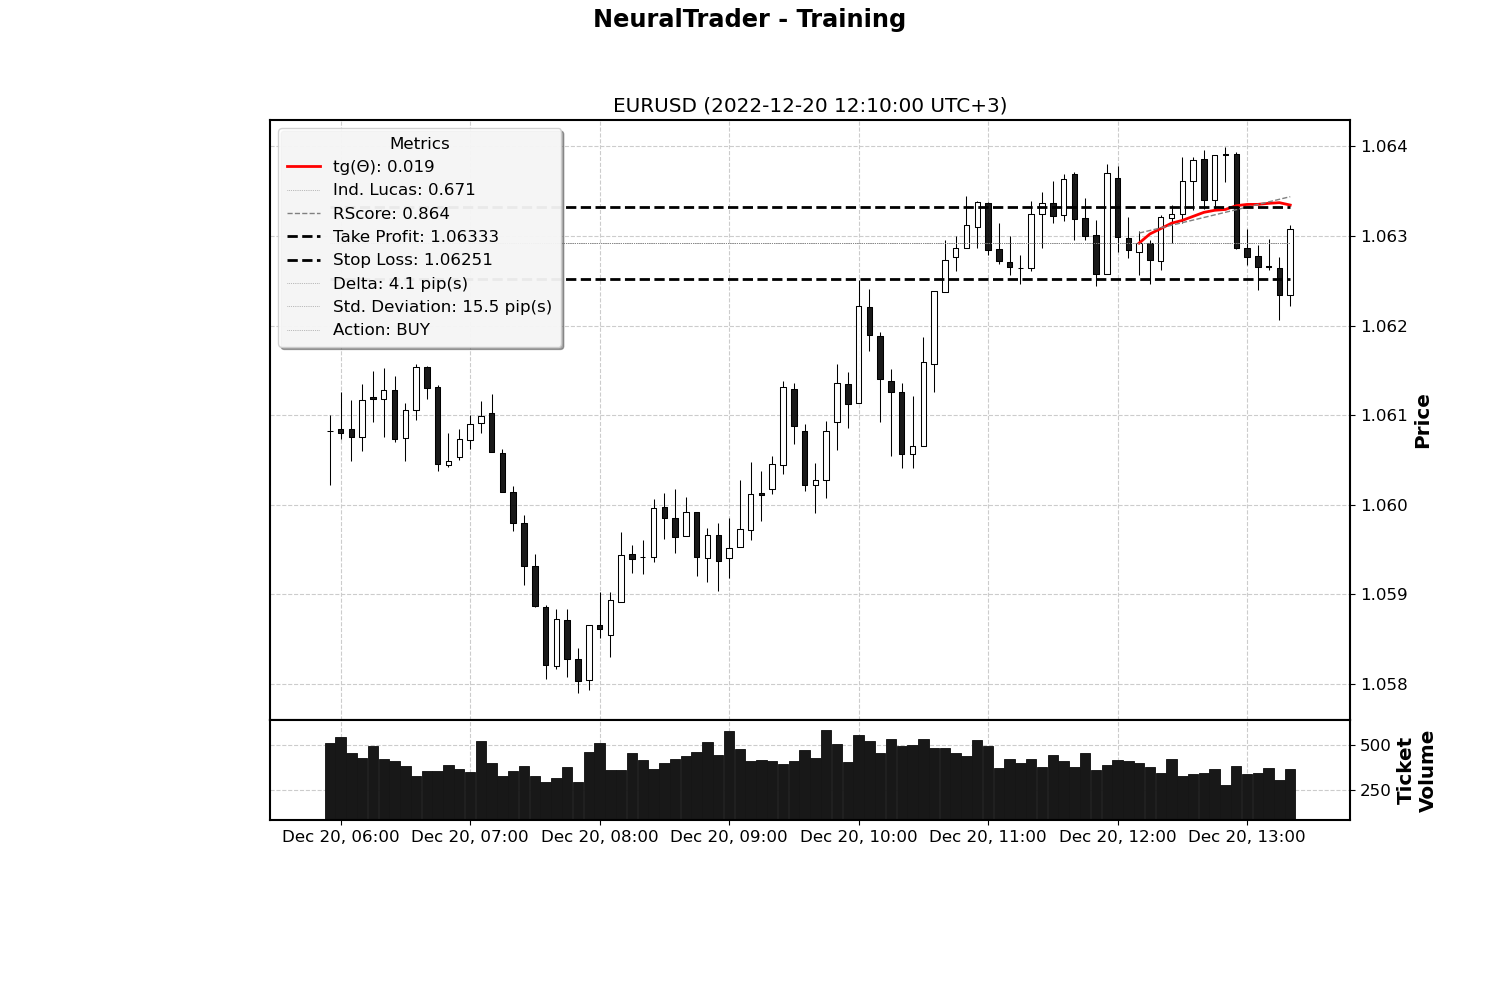 NeuralTrader - Training
EURUSD (2022-12-20 12:10:00 UTC+3)
Metrics
tg(Θ): 0.019
Ind. Lucas: 0.671
RScore: 0.864
Take Profit: 1.06333
Stop Loss: 1.06251
Delta: 4.1 pip(s)
Std. Deviation: 15.5 pip(s)
Action: BUY
1.064
1.063
1.062
1.061
1.060
1.059
1.058
Price
500
250
Ticket
Volume
Dec 20, 06:00
Dec 20, 07:00
Dec 20, 08:00
Dec 20, 09:00
Dec 20, 10:00
Dec 20, 11:00
Dec 20, 12:00
Dec 20, 13:00